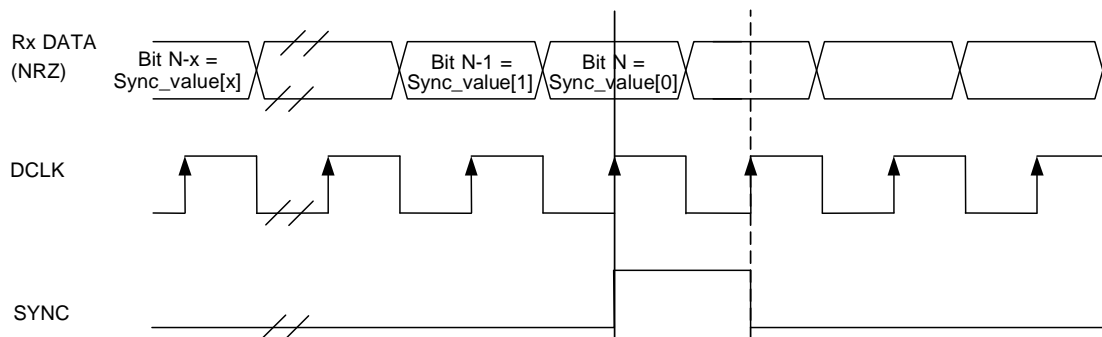 Rx DATA
(NRZ)
Bit N-x =
Sync_value[x]
Bit N-1 =
Sync_value[1]
Bit N =
Sync_value[0]
DCLK
SYNC